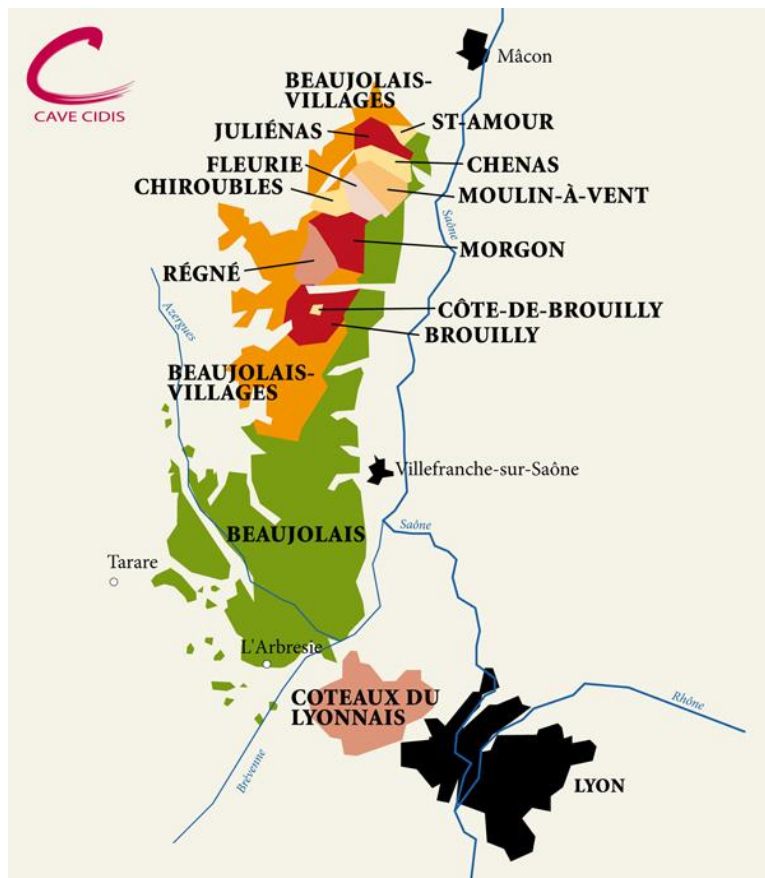 CAVE CIDIS
Mâcon
BEAUJOLAIS-
VILLAGES
ST-AMOUR
JULIÉNAS
FLEURIE
CHENAS
CHIROUBLES
MOULIN-À-VENT
Saône
MORGON
RÉGNÉ
CÔTE-DE-BROUILLY
Azergues
BROUILLY
BEAUJOLAIS-
VILLAGES
Villefranche-sur-Saône
BEAUJOLAIS
Saône
Tarare
L'Arbresie
COTEAUX DU
LYONNAIS
Rhône
Brévenne
LYON